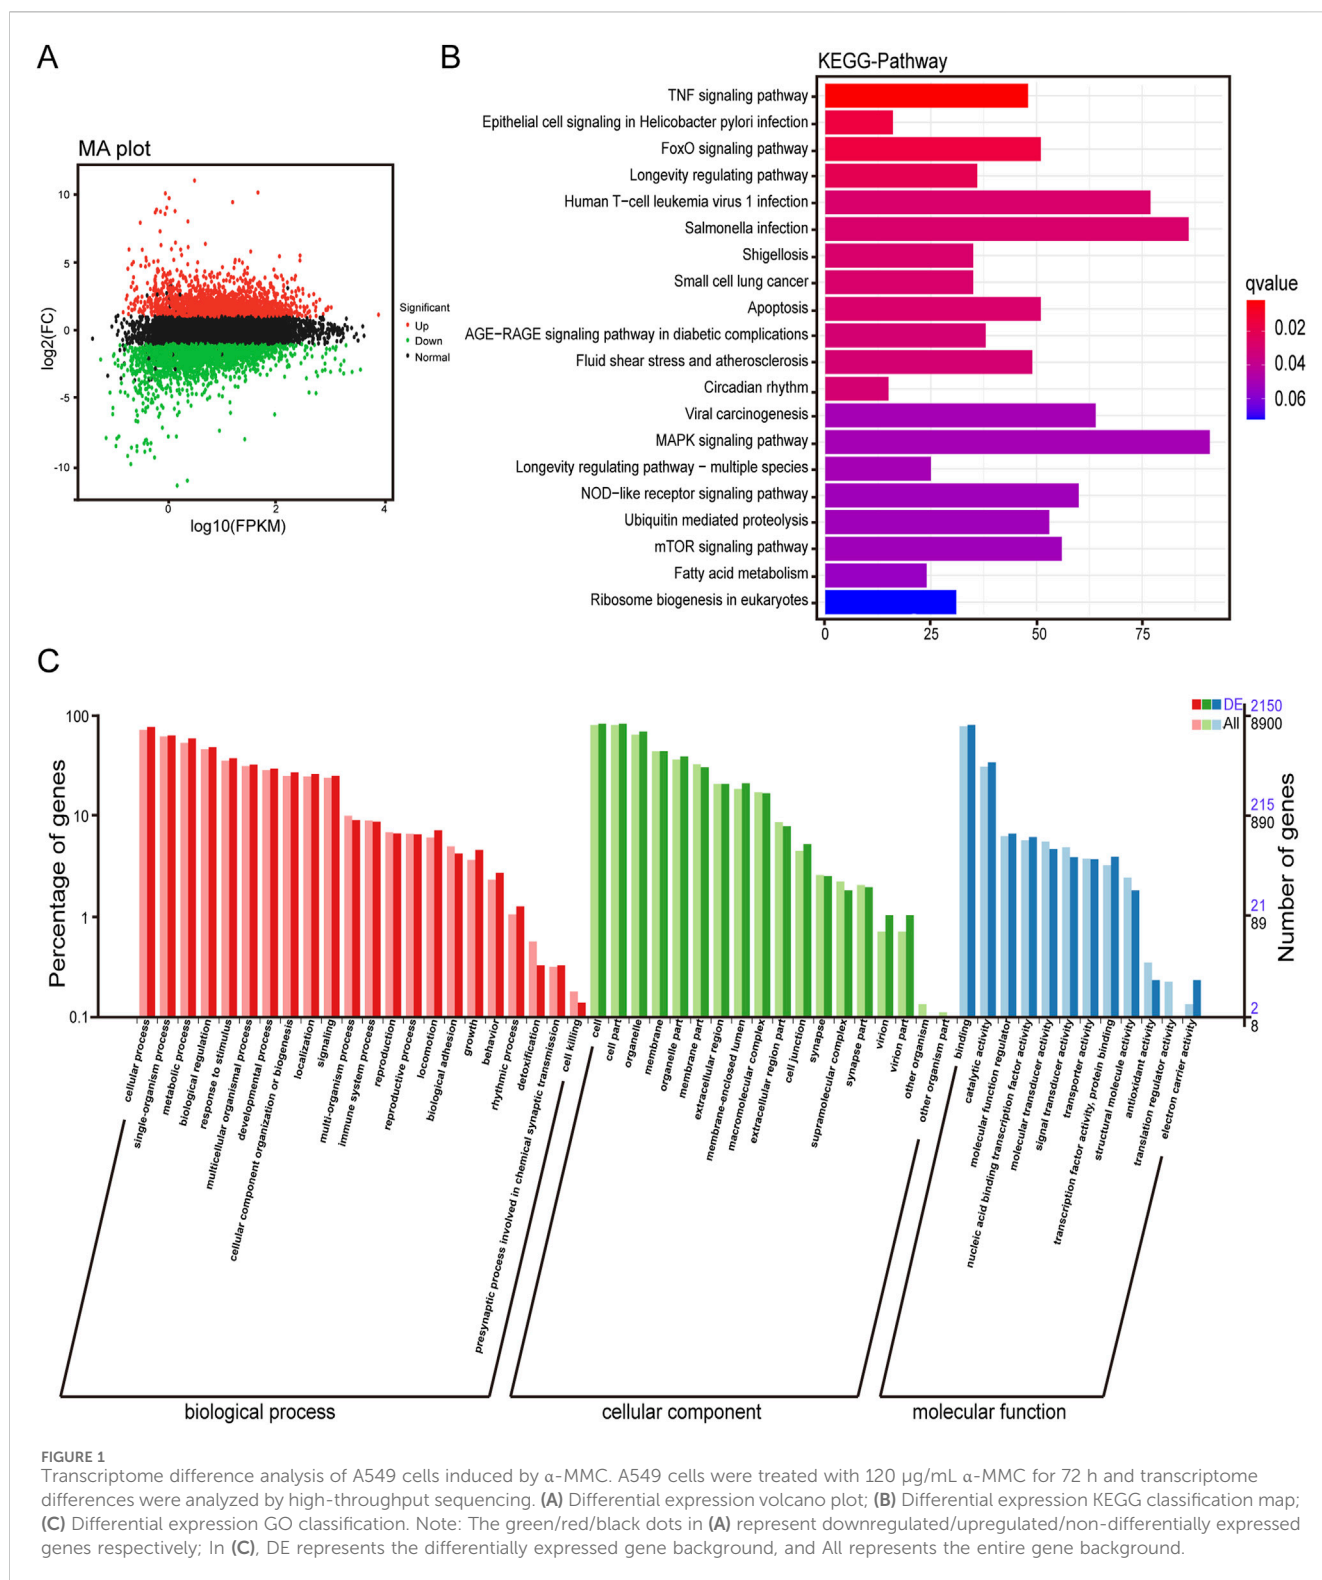 A
MA plot
10
5
0
-5
-10
log2(FC)
0
2
4
log10(FPKM)
Significant
Up
Down
Normal
B
KEGG-Pathway
TNF signaling pathway
Epithelial cell signaling in Helicobacter pylori infection
FoxO signaling pathway
Longevity regulating pathway
Human T−cell leukemia virus 1 infection
Salmonella infection
Shigellosis
Small cell lung cancer
Apoptosis
AGE−RAGE signaling pathway in diabetic complications
Fluid shear stress and atherosclerosis
Circadian rhythm
Viral carcinogenesis
MAPK signaling pathway
Longevity regulating pathway − multiple species
NOD−like receptor signaling pathway
Ubiquitin mediated proteolysis
mTOR signaling pathway
Fatty acid metabolism
Ribosome biogenesis in eukaryotes
0
25
50
75
qvalue
0.02
0.04
0.06
C
Percentage of genes
100
10
1
0.1
DE 2150
All 8900
215
890
21
89
2
8
Number of genes
cellular process
single-organism process
metabolic process
biological regulation
response to stimulus
multicellular organismal process
developmental process
cellular component organization or biogenesis
localization
signaling
multi-organism process
immune system process
reproduction
reproductive process
locomotion
biological adhesion
growth
behavior
rhythmic process
detoxification
presynaptic process involved in chemical synaptic transmission
cell killing
cell
cell part
organelle
membrane
organelle part
membrane part
extracellular region
membrane-enclosed lumen
macromolecular complex
extracellular region part
cell junction
synapse
supramolecular complex
synapse part
virion
virion part
other organism
other organism part
binding
catalytic activity
molecular function regulator
nucleic acid binding transcription factor activity
molecular transducer activity
signal transducer activity
transporter activity
transcription factor activity, protein binding
structural molecule activity
antioxidant activity
translation regulator activity
electron carrier activity
biological process
cellular component
molecular function
FIGURE 1
Transcriptome difference analysis of A549 cells induced by α-MMC. A549 cells were treated with 120 μg/mL α-MMC for 72 h and transcriptome
differences were analyzed by high-throughput sequencing. (A) Differential expression volcano plot; (B) Differential expression KEGG classification map;
(C) Differential expression GO classification. Note: The green/red/black dots in (A) represent downregulated/upregulated/non-differentially expressed
genes respectively; In (C), DE represents the differentially expressed gene background, and All represents the entire gene background.